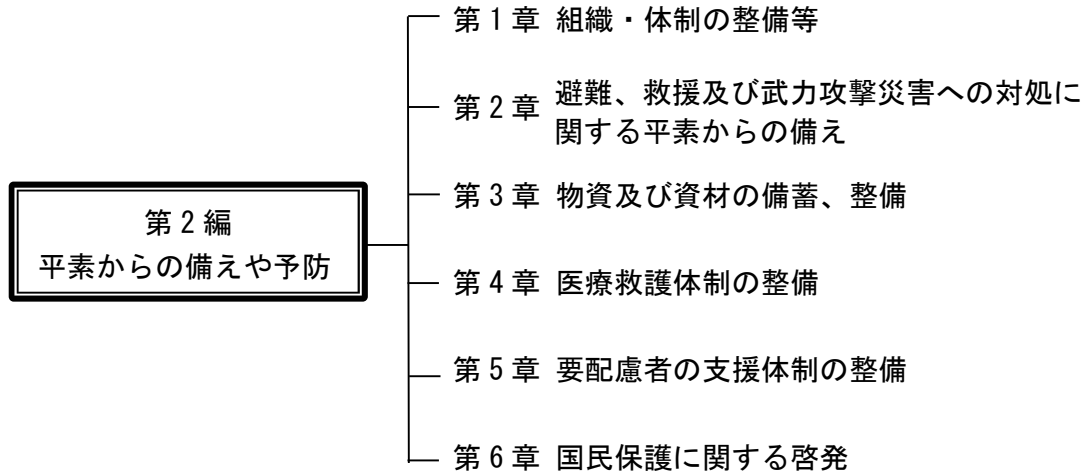 第２編
平素からの備えや予防
第１章 組織・体制の整備等
第２章 避難、救援及び武力攻撃災害への対処に
関する平素からの備え
第３章 物資及び資材の備蓄、整備
第４章 医療救護体制の整備
第５章 要配慮者の支援体制の整備
第６章 国民保護に関する啓発